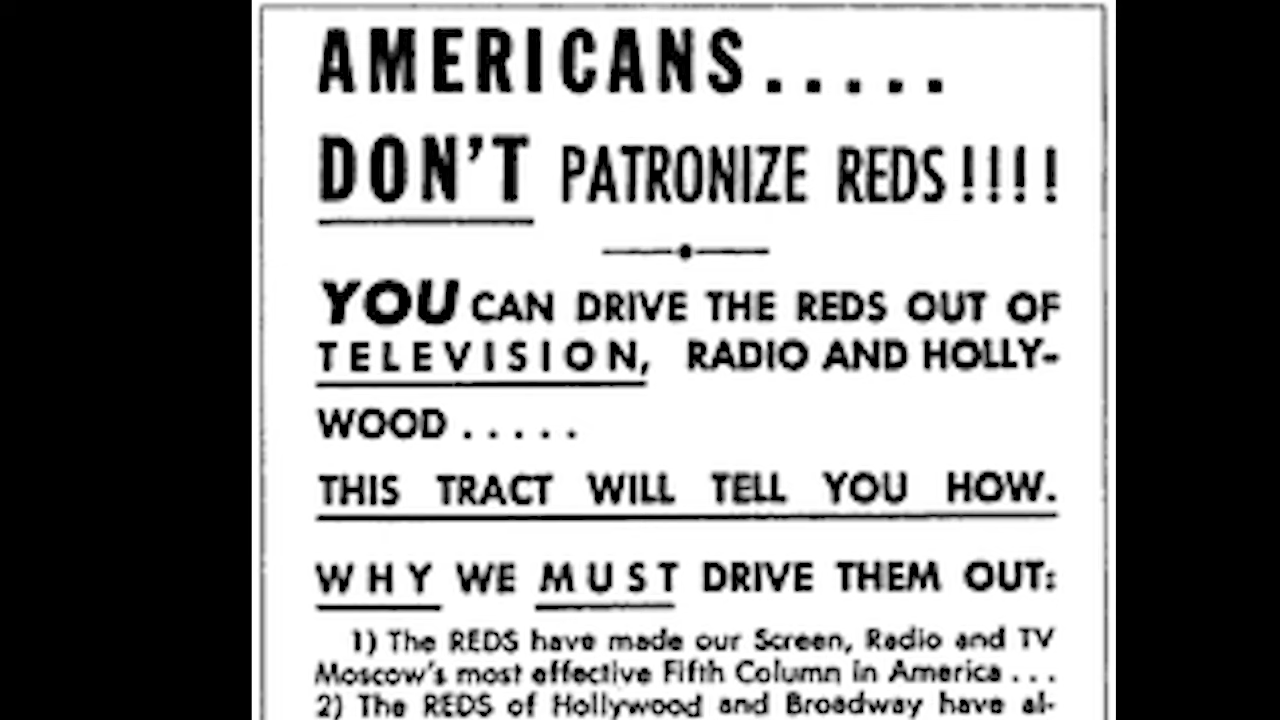 AMERICANS.....
DON'T PATRONIZE REDS!!!!
YOU CAN DRIVE THE REDS OUT OF
TELEVISION, RADIO AND HOLLY-
WOOD.....
THIS TRACT WILL TELL YOU HOW.
WHY WE MUST DRIVE THEM OUT:
1) The REDS have made our Screen, Radio and TV
Moscow's most effective Fifth Column in America...
2) The REDS of Hollywood and Broadway have al-